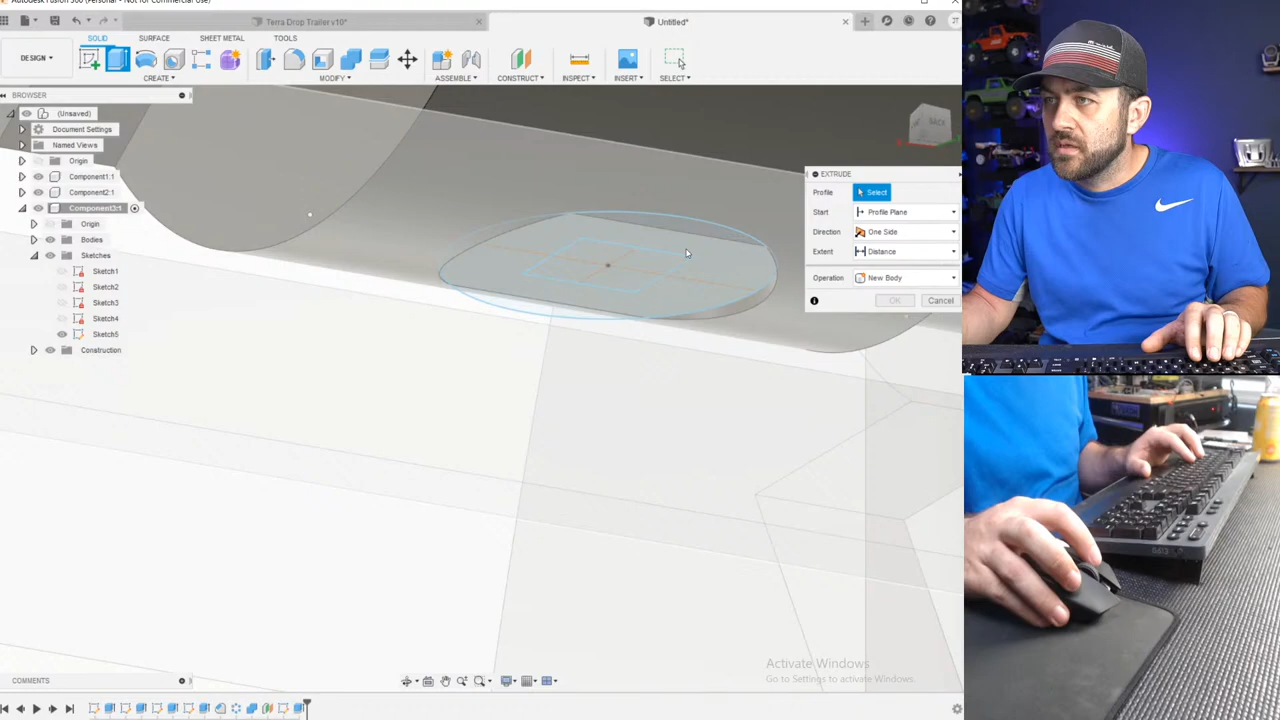 Autodesk Fusion 360 (Personal - Not for Commercial Use)
Terra Drop Trailer v10*
Untitled*
JT
SOLID SURFACE SHEET METAL TOOLS
DESIGN
CREATE MODIFY ASSEMBLE CONSTRUCT INSPECT INSERT SELECT
BROWSER
(Unsaved)
Document Settings
Named Views
Origin
Component1:1
Component2:1
Component3:1
Origin
Bodies
Sketches
Sketch1
Sketch2
Sketch3
Sketch4
Sketch5
Construction
BACK
EXTRUDE
Profile Select
Start Profile Plane
Direction One Side
Extent Distance
Operation New Body
OK Cancel
Activate Windows
Go to Settings to activate Windows.
COMMENTS
G613